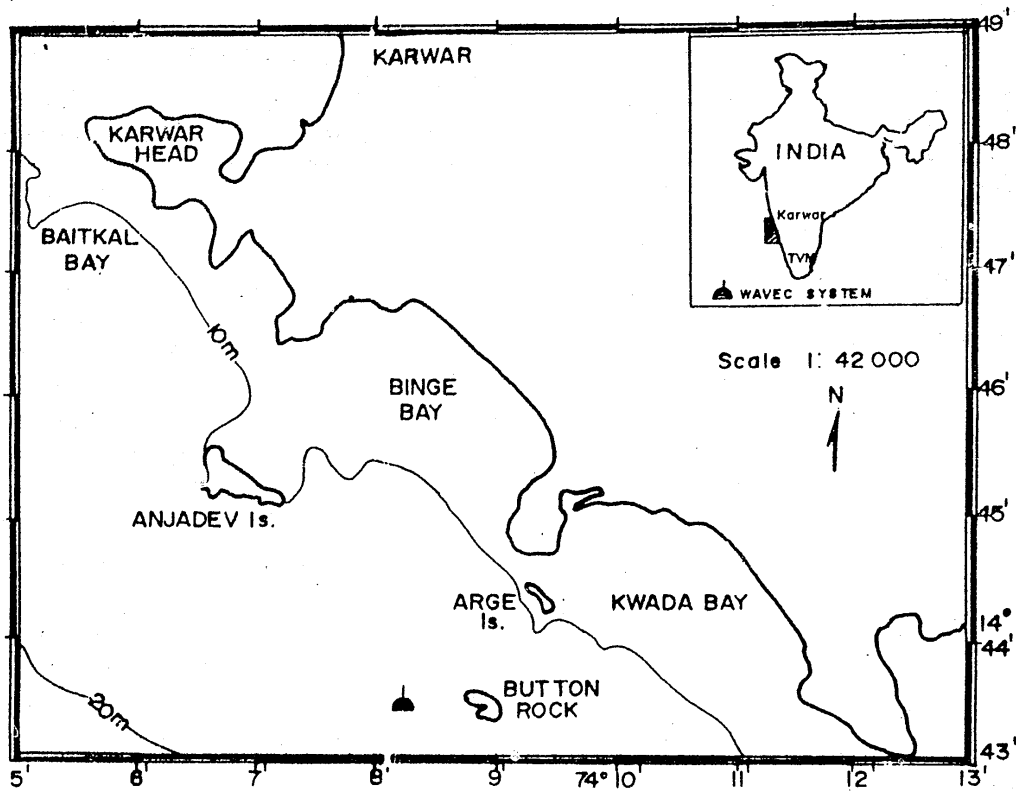 KARWAR
KARWAR
HEAD
BAITKAL
BAY
10m
BINGE
BAY
ANJADEV Is.
ARGE
Is.
KWADA BAY
BUTTON
ROCK
20m
INDIA
Karwar
TVM
WAVEC SYSTEM
Scale 1: 42 000
N
49'
48'
47'
46'
45'
14°
44'
43'
5' 6' 7' 8' 9' 74° 10' 11' 12' 13'